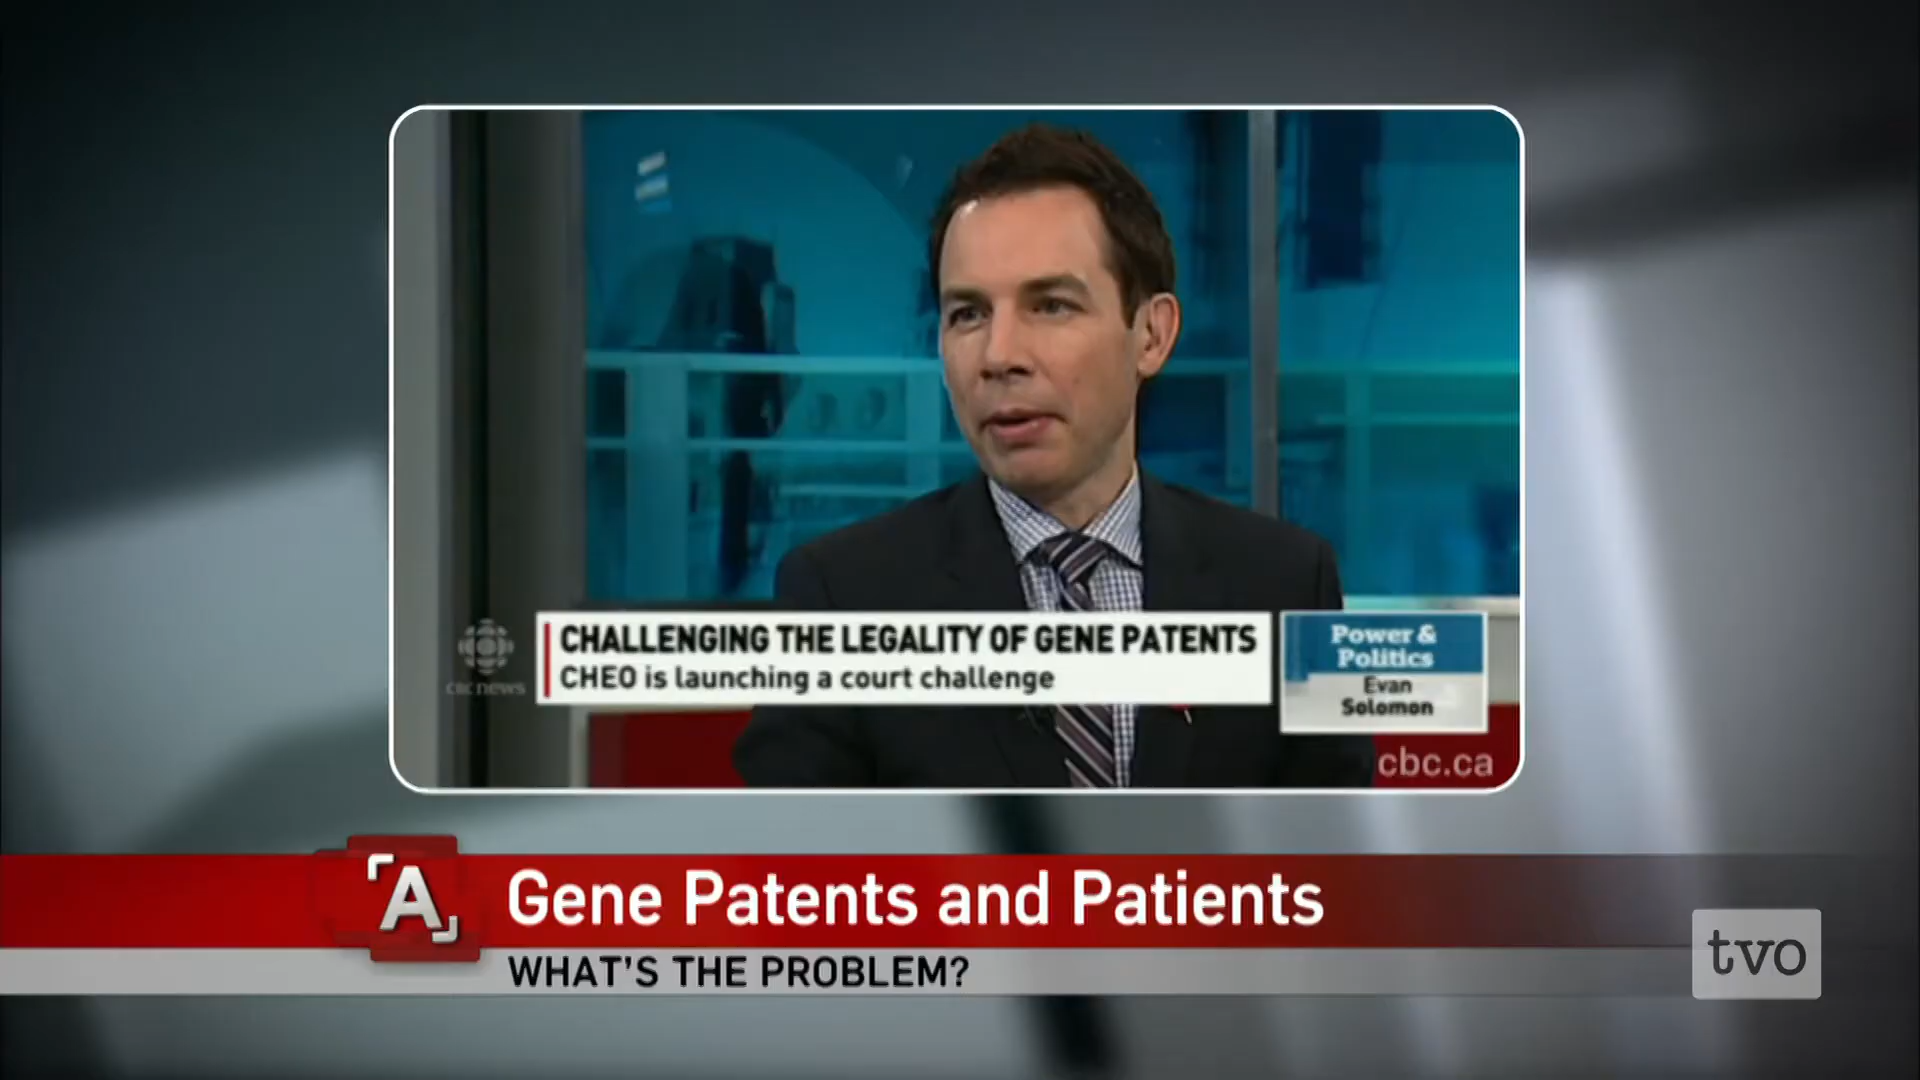 CHALLENGING THE LEGALITY OF GENE PATENTS
CHEO is launching a court challenge
Power &
Politics
Evan
Solomon
cbc news
cbc.ca
A
Gene Patents and Patients
WHAT'S THE PROBLEM?
tvo